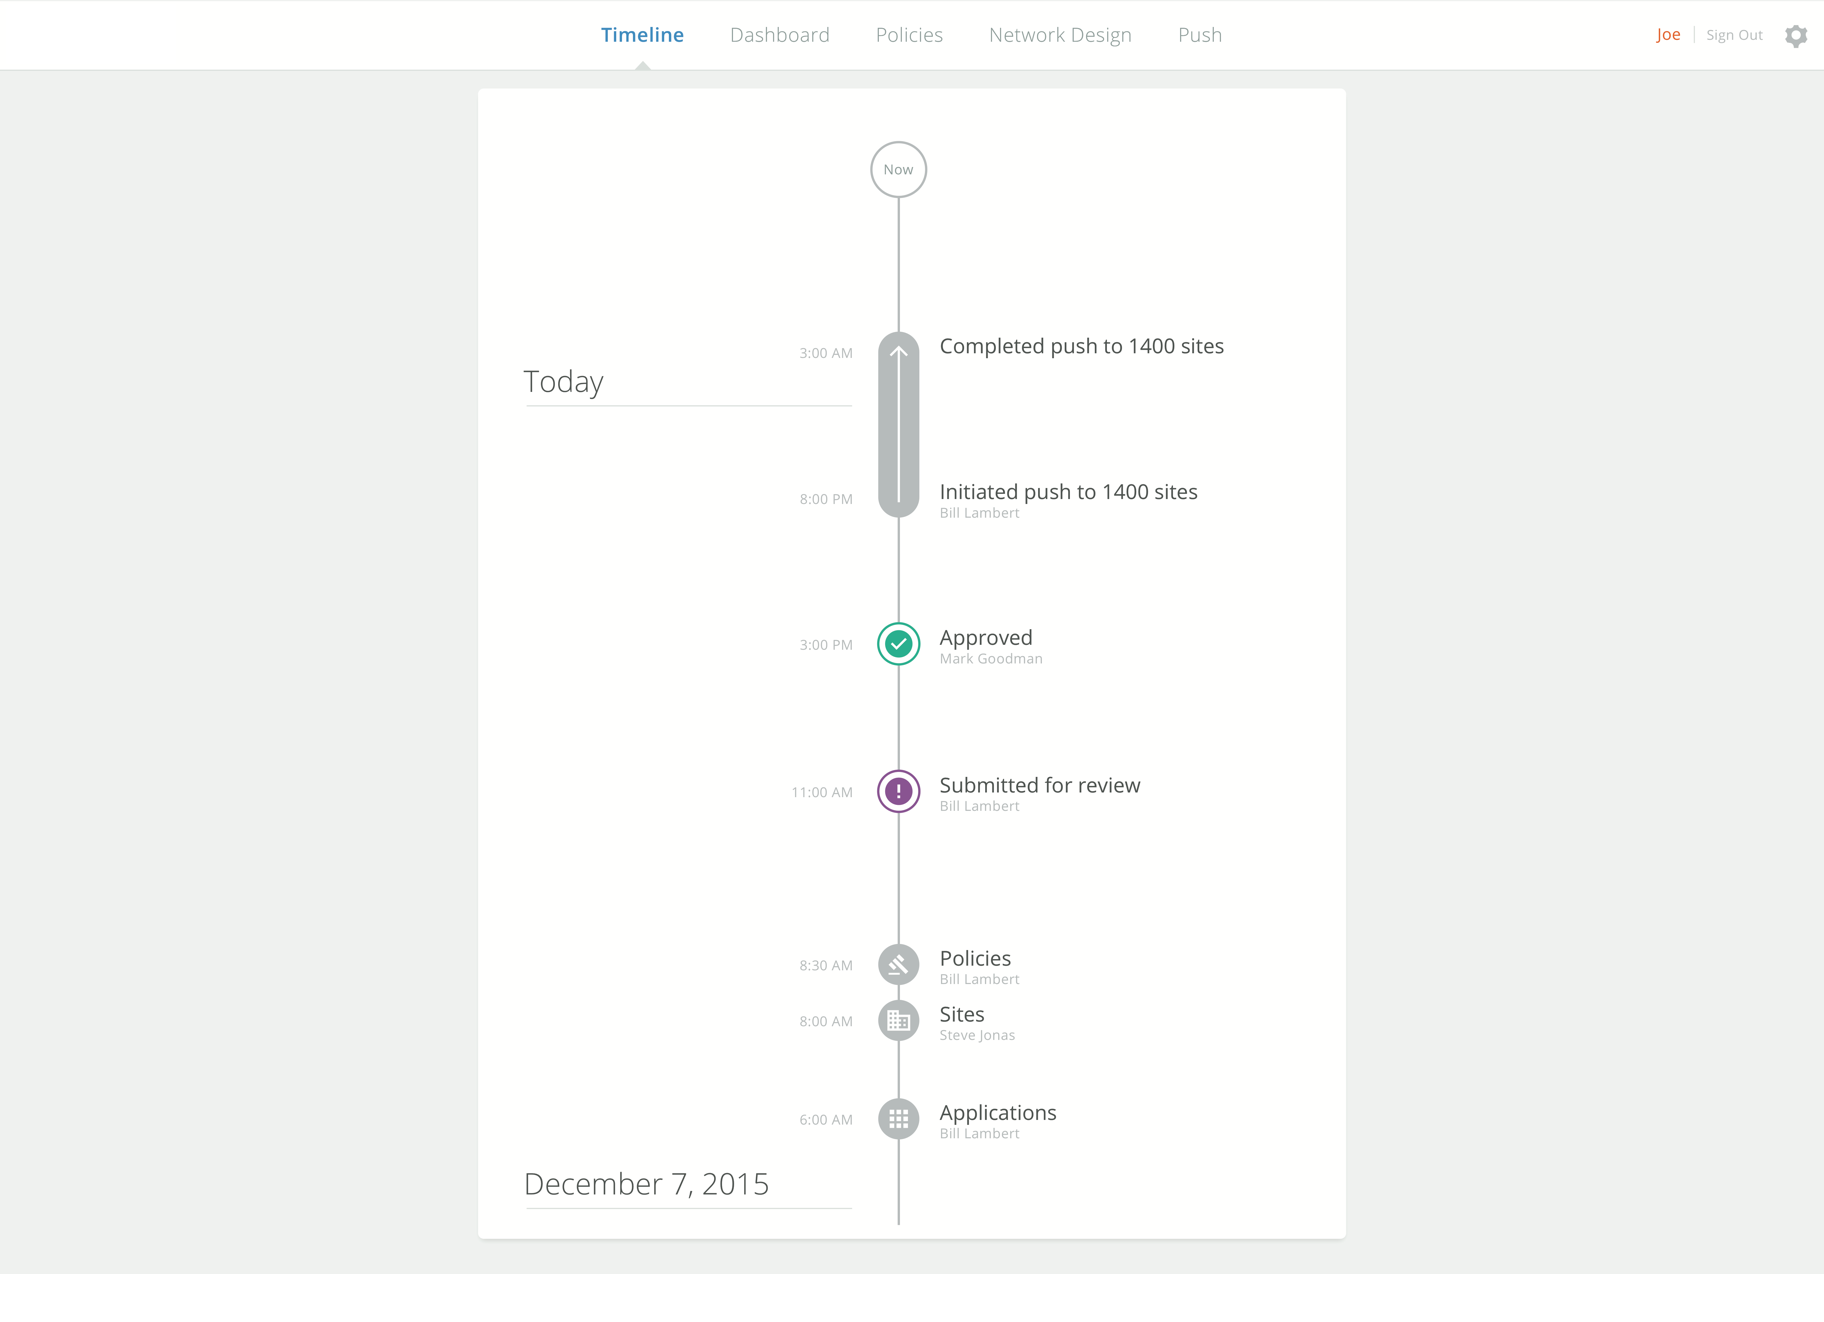 Timeline Dashboard Policies Network Design Push Joe Sign Out
Now
3:00 AM Completed push to 1400 sites
Today
8:00 PM Initiated push to 1400 sites
Bill Lambert
3:00 PM Approved
Mark Goodman
11:00 AM Submitted for review
Bill Lambert
8:30 AM Policies
Bill Lambert
8:00 AM Sites
Steve Jonas
6:00 AM Applications
Bill Lambert
December 7, 2015